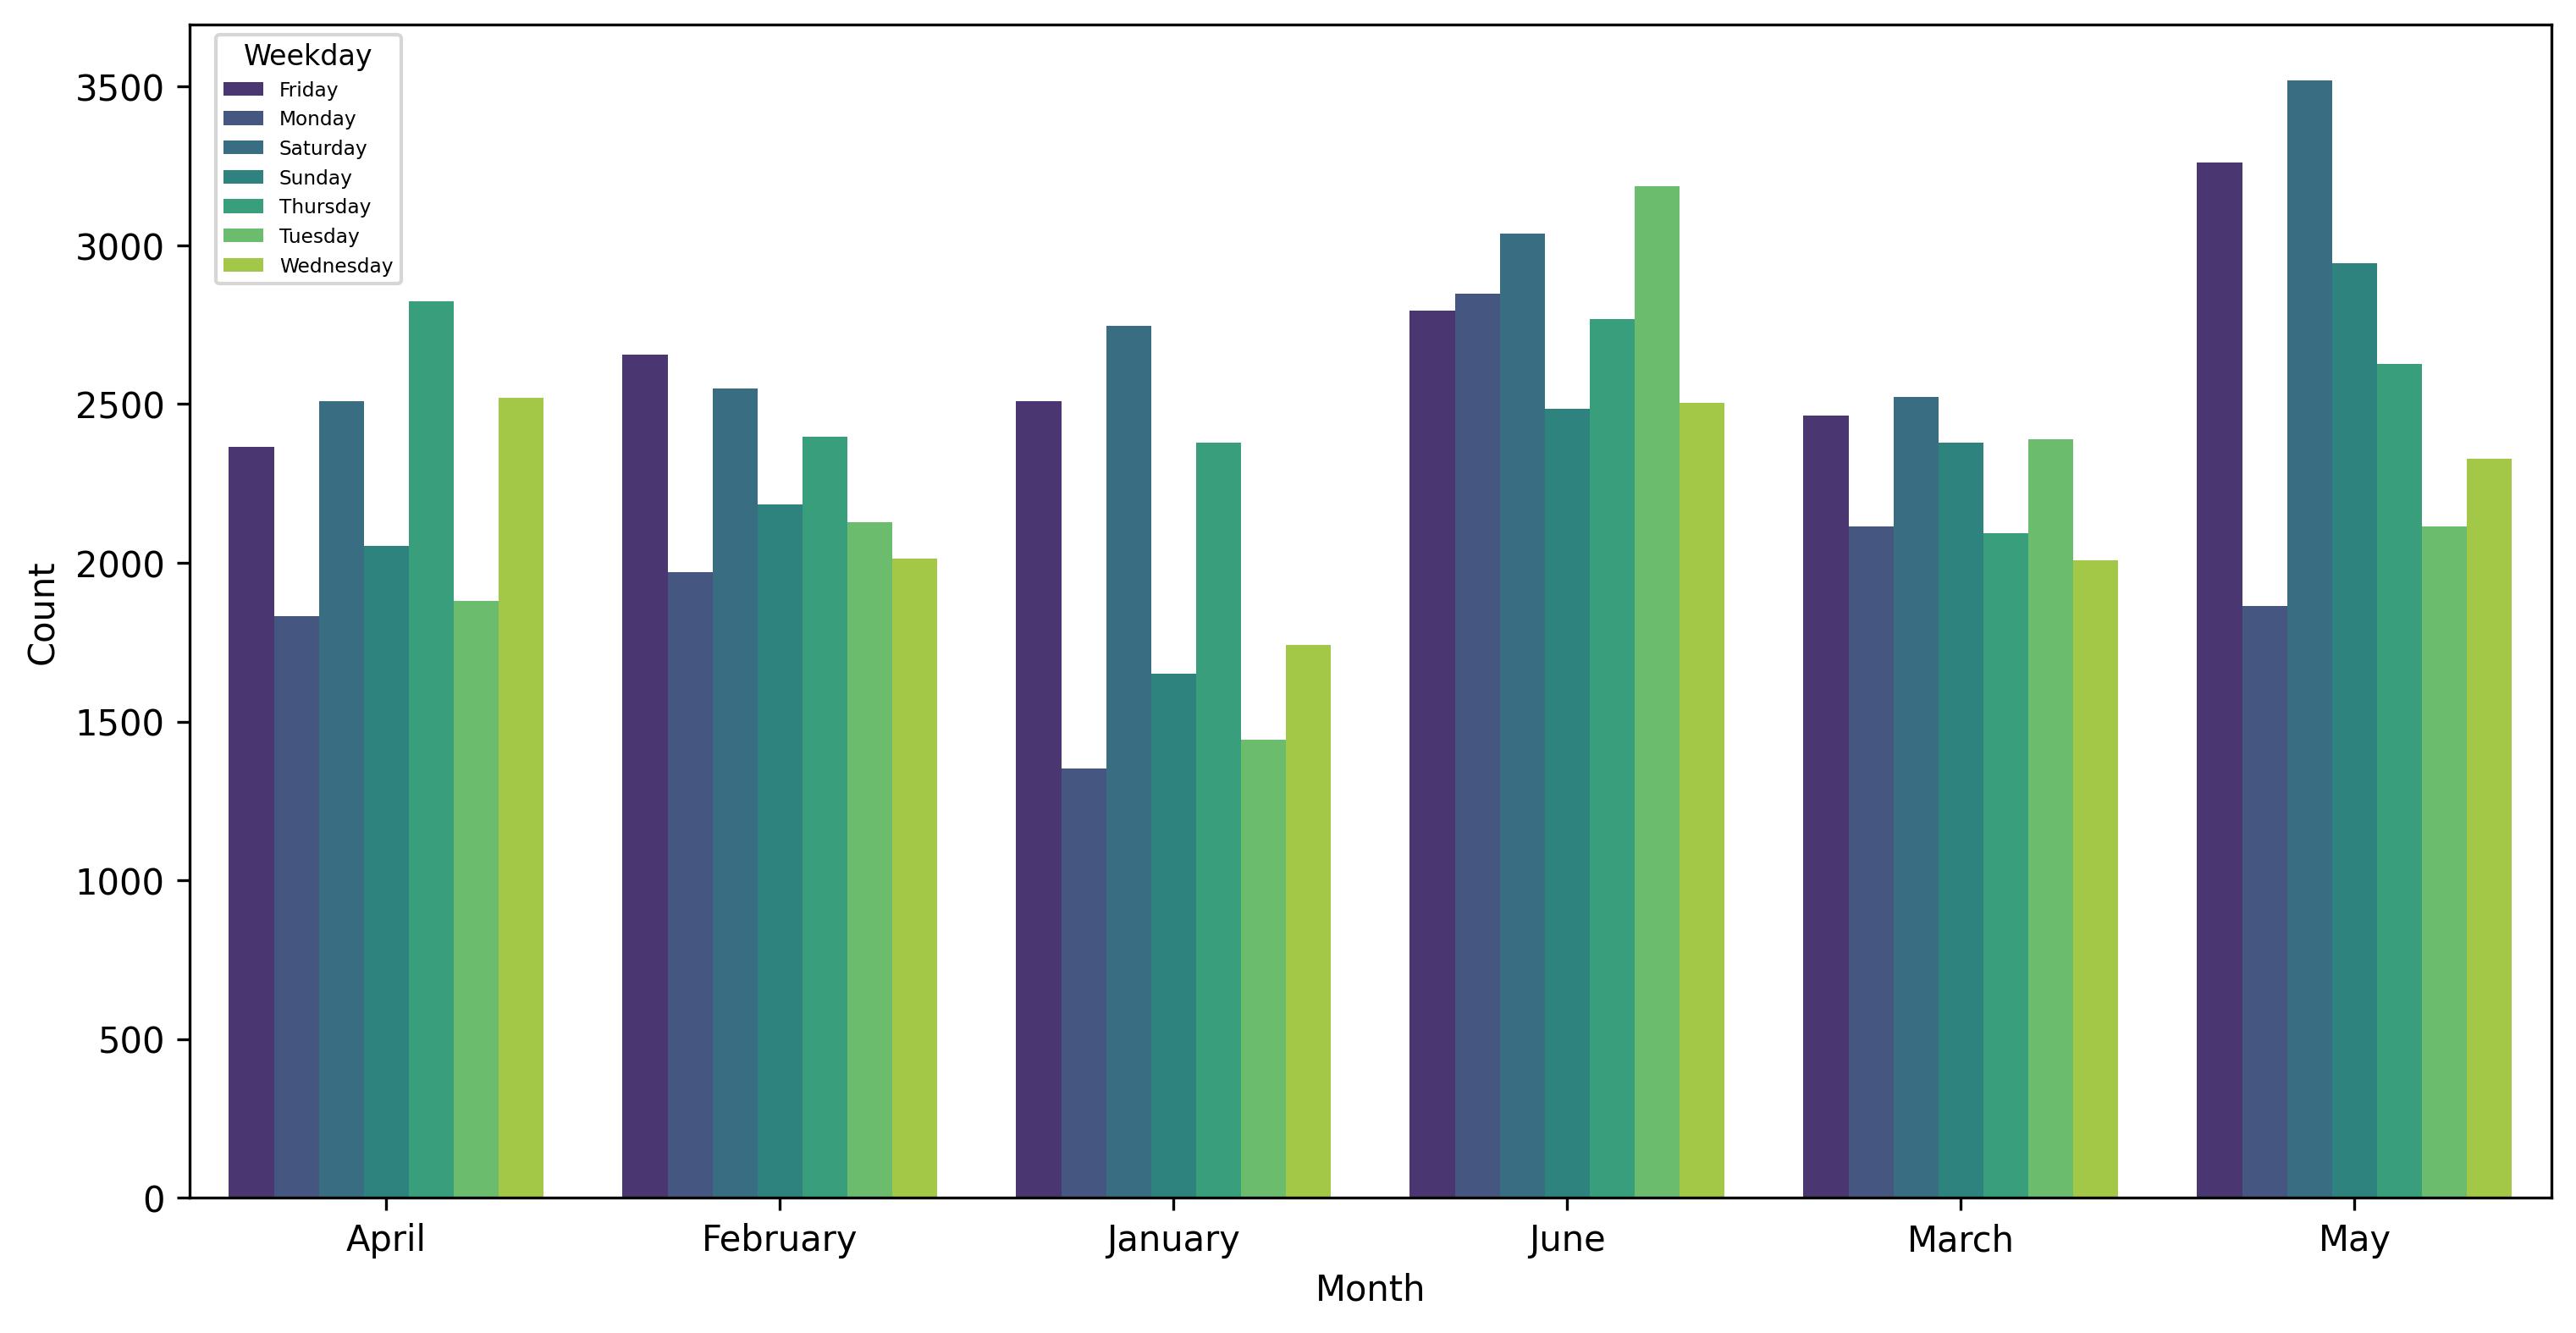 Weekday
Friday
Monday
Saturday
Sunday
Thursday
Tuesday
Wednesday
3500
3000
2500
2000
1500
1000
500
0
Count
April February January June March May
Month